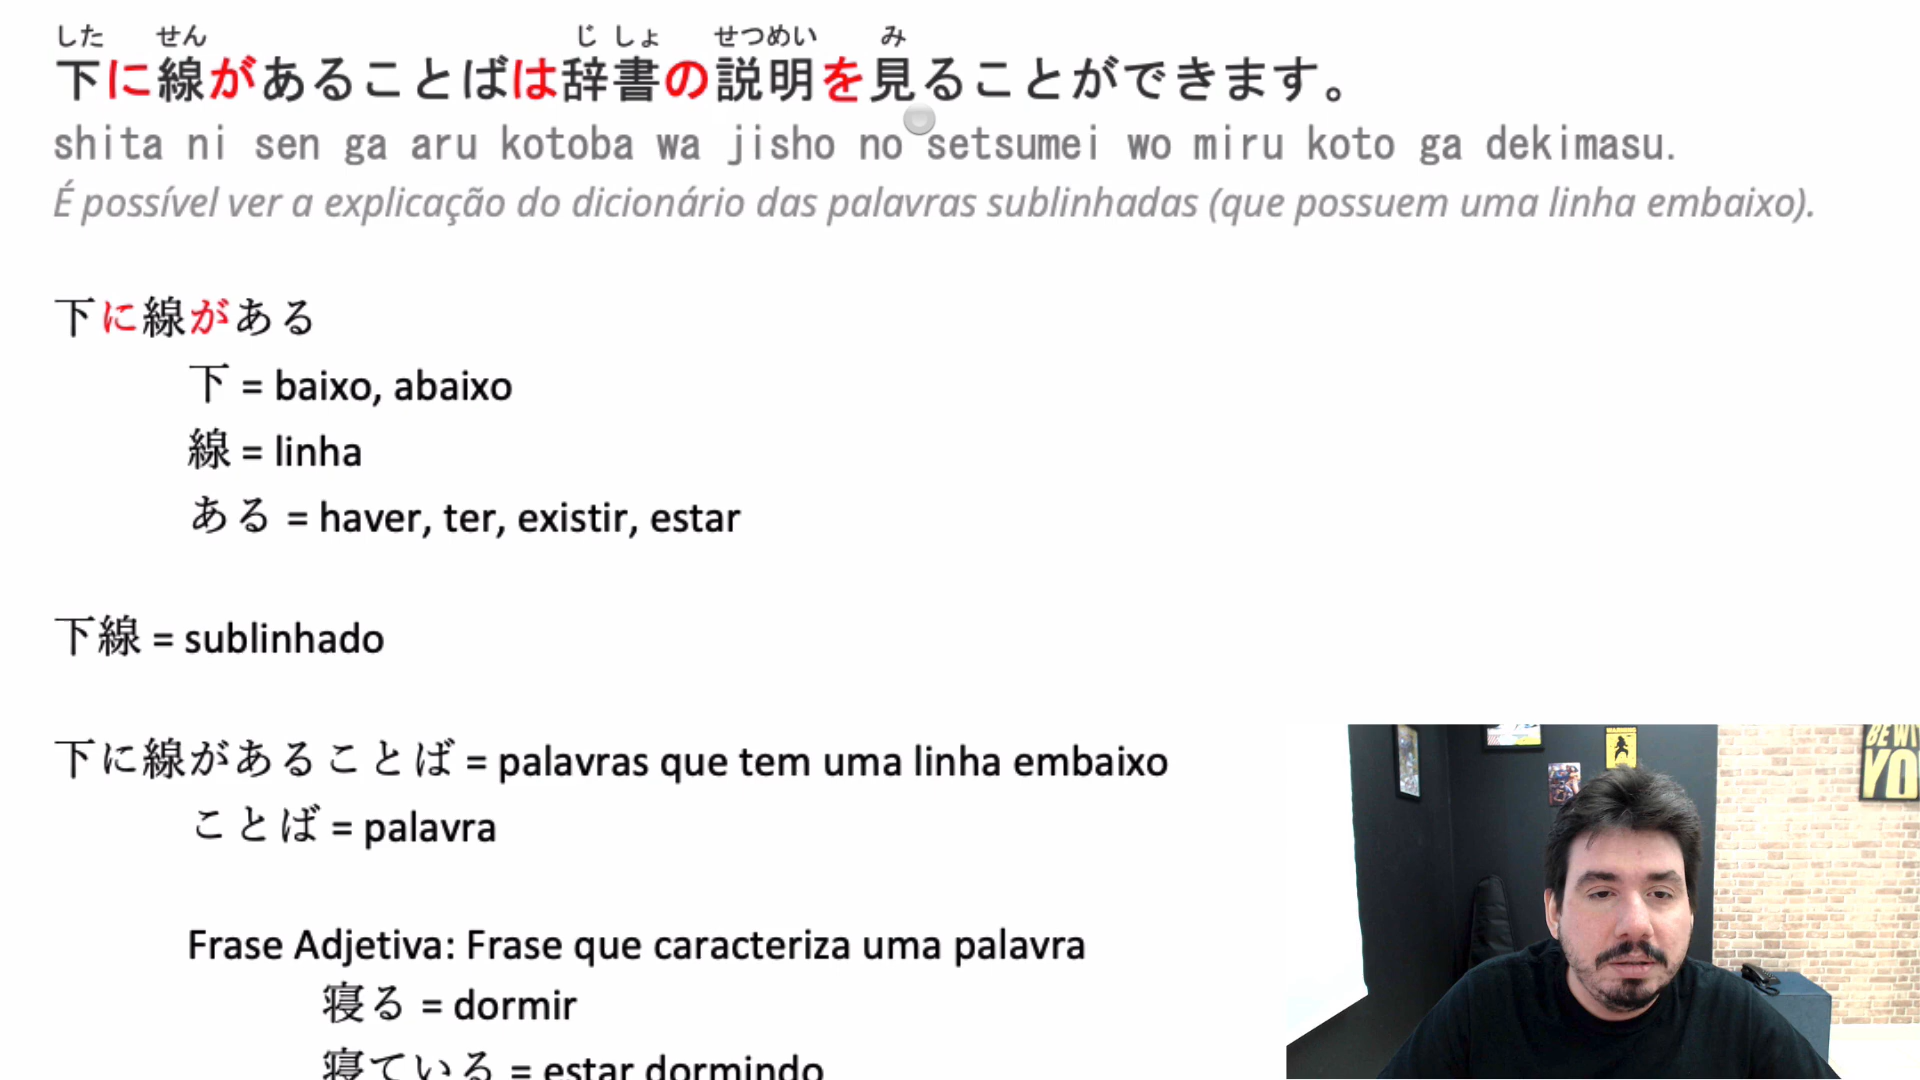 した せん じ しょ せつめい み
下に線があることばは辞書の説明を見ることができます。
shita ni sen ga aru kotoba wa jisho no setsumei wo miru koto ga dekimasu.
É possível ver a explicação do dicionário das palavras sublinhadas (que possuem uma linha embaixo).
下に線がある
下 = baixo, abaixo
線 = linha
ある = haver, ter, existir, estar
下線 = sublinhado
下に線があることば = palavras que tem uma linha embaixo
ことば = palavra
Frase Adjetiva: Frase que caracteriza uma palavra
寝る = dormir
寝ている = estar dormindo
BE WI
YO